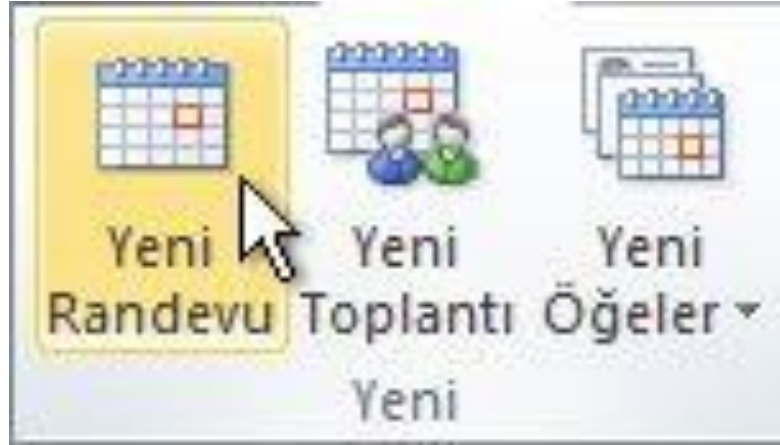 Yeni
Randevu
Yeni
Toplantı
Yeni
Öğeler
Yeni